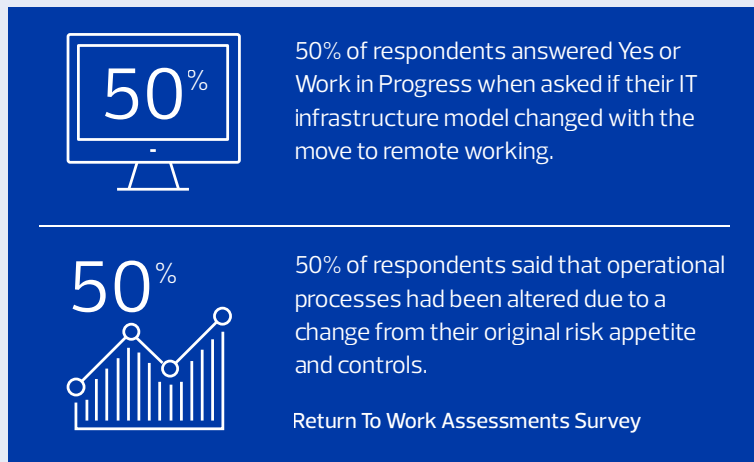 50%
50% of respondents answered Yes or
Work in Progress when asked if their IT
infrastructure model changed with the
move to remote working.
50%
50% of respondents said that operational
processes had been altered due to a
change from their original risk appetite
and controls.
Return To Work Assessments Survey